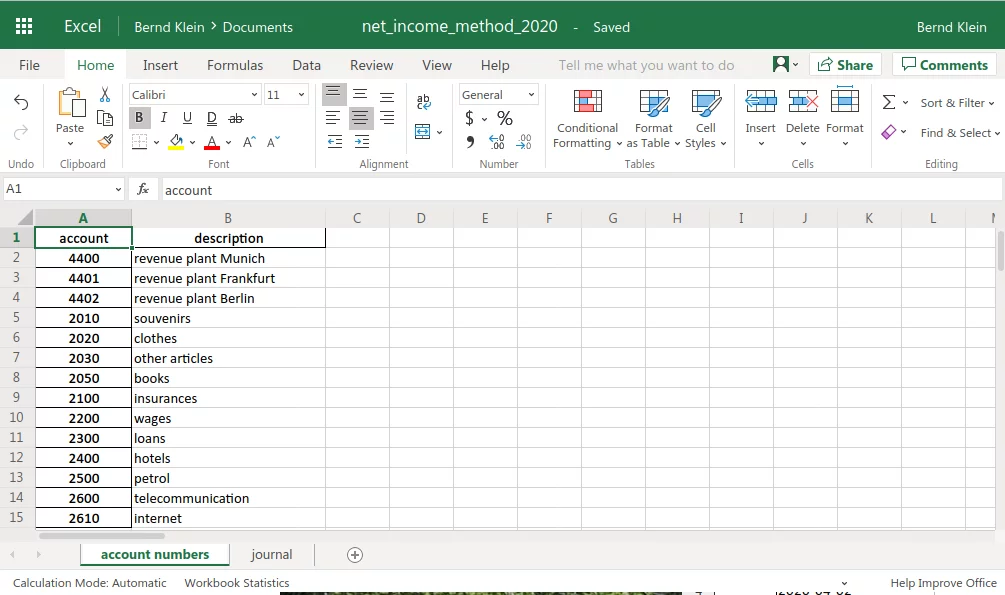 Excel Bernd Klein > Documents net_income_method_2020 - Saved Bernd Klein
File Home Insert Formulas Data Review View Help Tell me what you want to do Share Comments
Calibri 11 General
Paste B I U D ab ab $ % Conditional Formatting Format as Table Cell Styles Insert Delete Format Σ Sort & Filter
A A A Find & Select
Undo Clipboard Font Alignment Number Tables Cells Editing
A1 fx account
A B C D E F G H I J K L
1 account description
2 4400 revenue plant Munich
3 4401 revenue plant Frankfurt
4 4402 revenue plant Berlin
5 2010 souvenirs
6 2020 clothes
7 2030 other articles
8 2050 books
9 2100 insurances
10 2200 wages
11 2300 loans
12 2400 hotels
13 2500 petrol
14 2600 telecommunication
15 2610 internet
account numbers journal
Calculation Mode: Automatic Workbook Statistics Help Improve Office